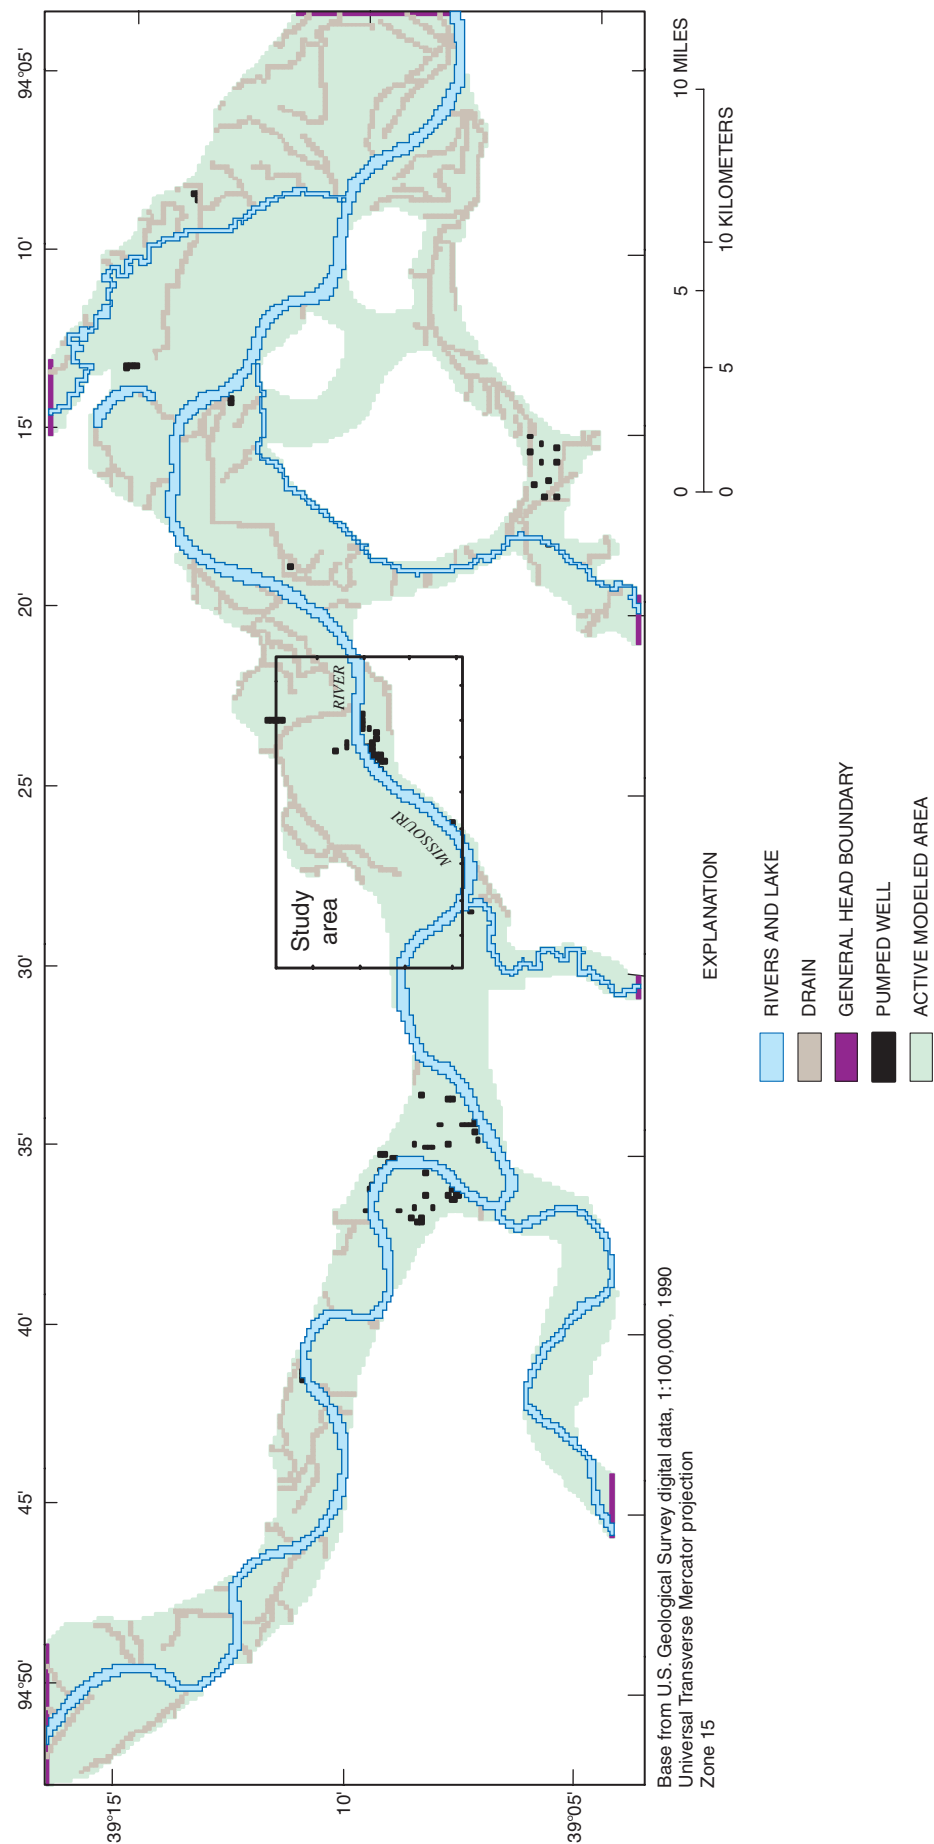 94°50'
45'
40'
35'
30'
25'
20'
15'
10'
94°05'
39°15'
10'
39°05'
Study
area
MISSOURI
RIVER
Base from U.S. Geological Survey digital data, 1:100,000, 1990
Universal Transverse Mercator projection
Zone 15
0
5
10 MILES
0
5
10 KILOMETERS
EXPLANATION
RIVERS AND LAKE
DRAIN
GENERAL HEAD BOUNDARY
PUMPED WELL
ACTIVE MODELED AREA